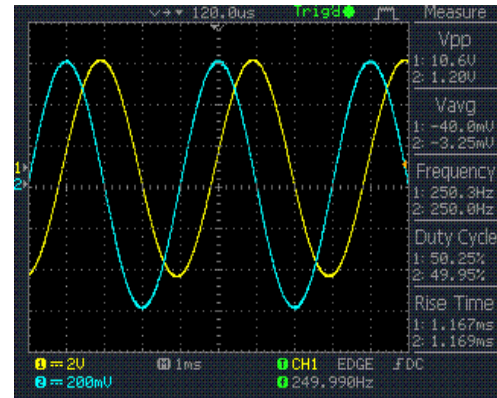 120.0us Trig'd Measure
Vpp
1: 10.6V
2: 1.20V
Vavg
1: -40.0mV
2: -3.25mV
Frequency
1: 250.3Hz
2: 250.0Hz
Duty Cycle
1: 50.25%
2: 49.95%
Rise Time
1: 1.167ms
2: 1.169ms
1
2
1 2V M 1ms T CH1 EDGE DC
2 200mV f 249.990Hz